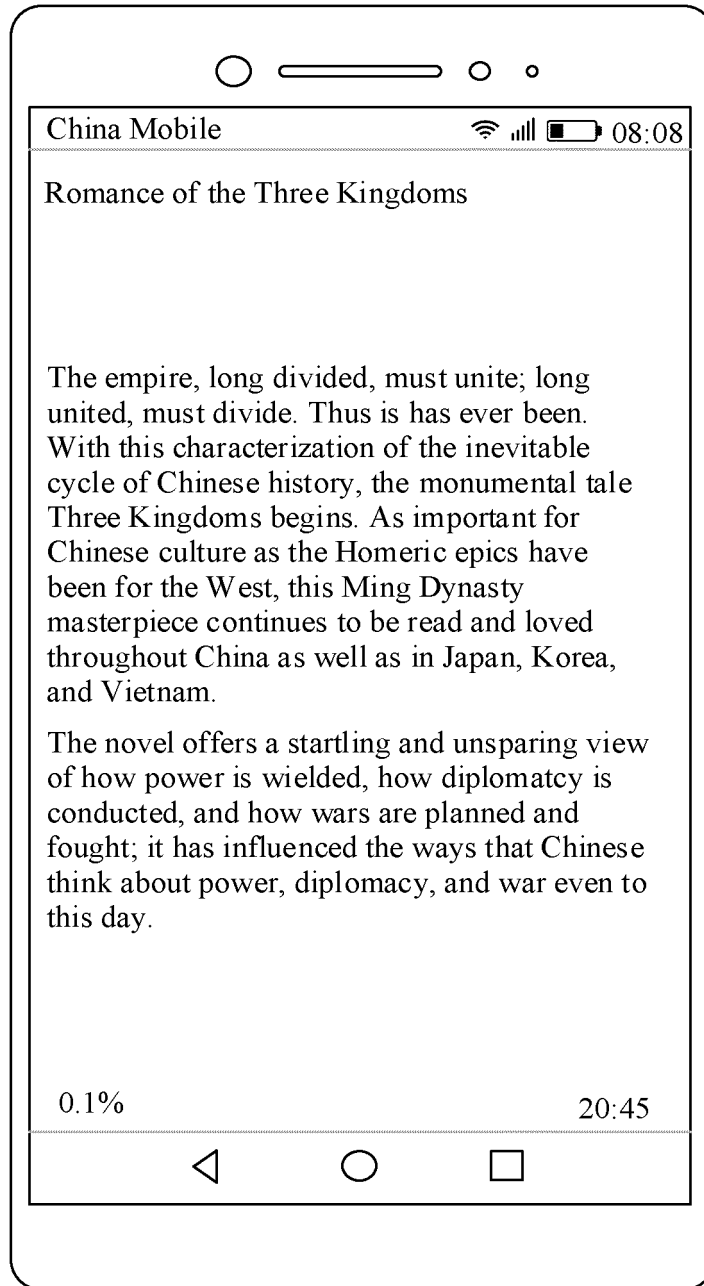 China Mobile 08:08
Romance of the Three Kingdoms
The empire, long divided, must unite; long
united, must divide. Thus is has ever been.
With this characterization of the inevitable
cycle of Chinese history, the monumental tale
Three Kingdoms begins. As important for
Chinese culture as the Homeric epics have
been for the West, this Ming Dynasty
masterpiece continues to be read and loved
throughout China as well as in Japan, Korea,
and Vietnam.
The novel offers a startling and unsparing view
of how power is wielded, how diplomatcy is
conducted, and how wars are planned and
fought; it has influenced the ways that Chinese
think about power, diplomacy, and war even to
this day.
0.1% 20:45